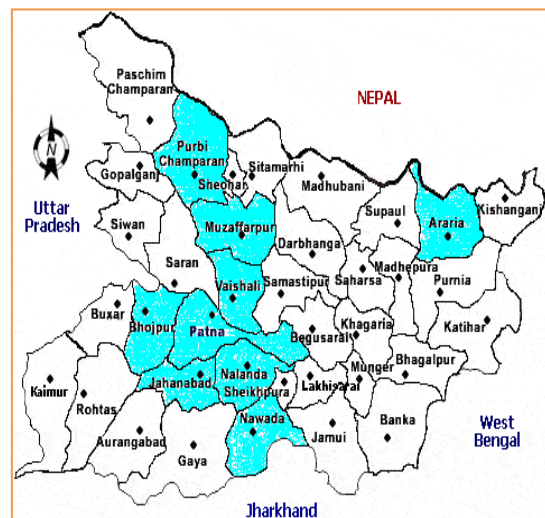 Paschim
Champaran
NEPAL
N
Purbi
Champaran
Gopalganj
Sheohar
Sitamarhi
Madhubani
Kishanganj
Uttar
Pradesh
Siwan
Muzaffarpur
Supaul
Araria
Darbhanga
Saran
Madhepura
Saharsa
Purnia
Vaishali
Samastipur
Buxar
Bhojpur
Patna
Begusarai
Khagaria
Katihar
Bhagalpur
Jahanabad
Nalanda
Munger
Kaimur
Sheikhpura
Lakhisarai
Rohtas
Nawada
Banka
West
Bengal
Aurangabad
Gaya
Jamui
Jharkhand